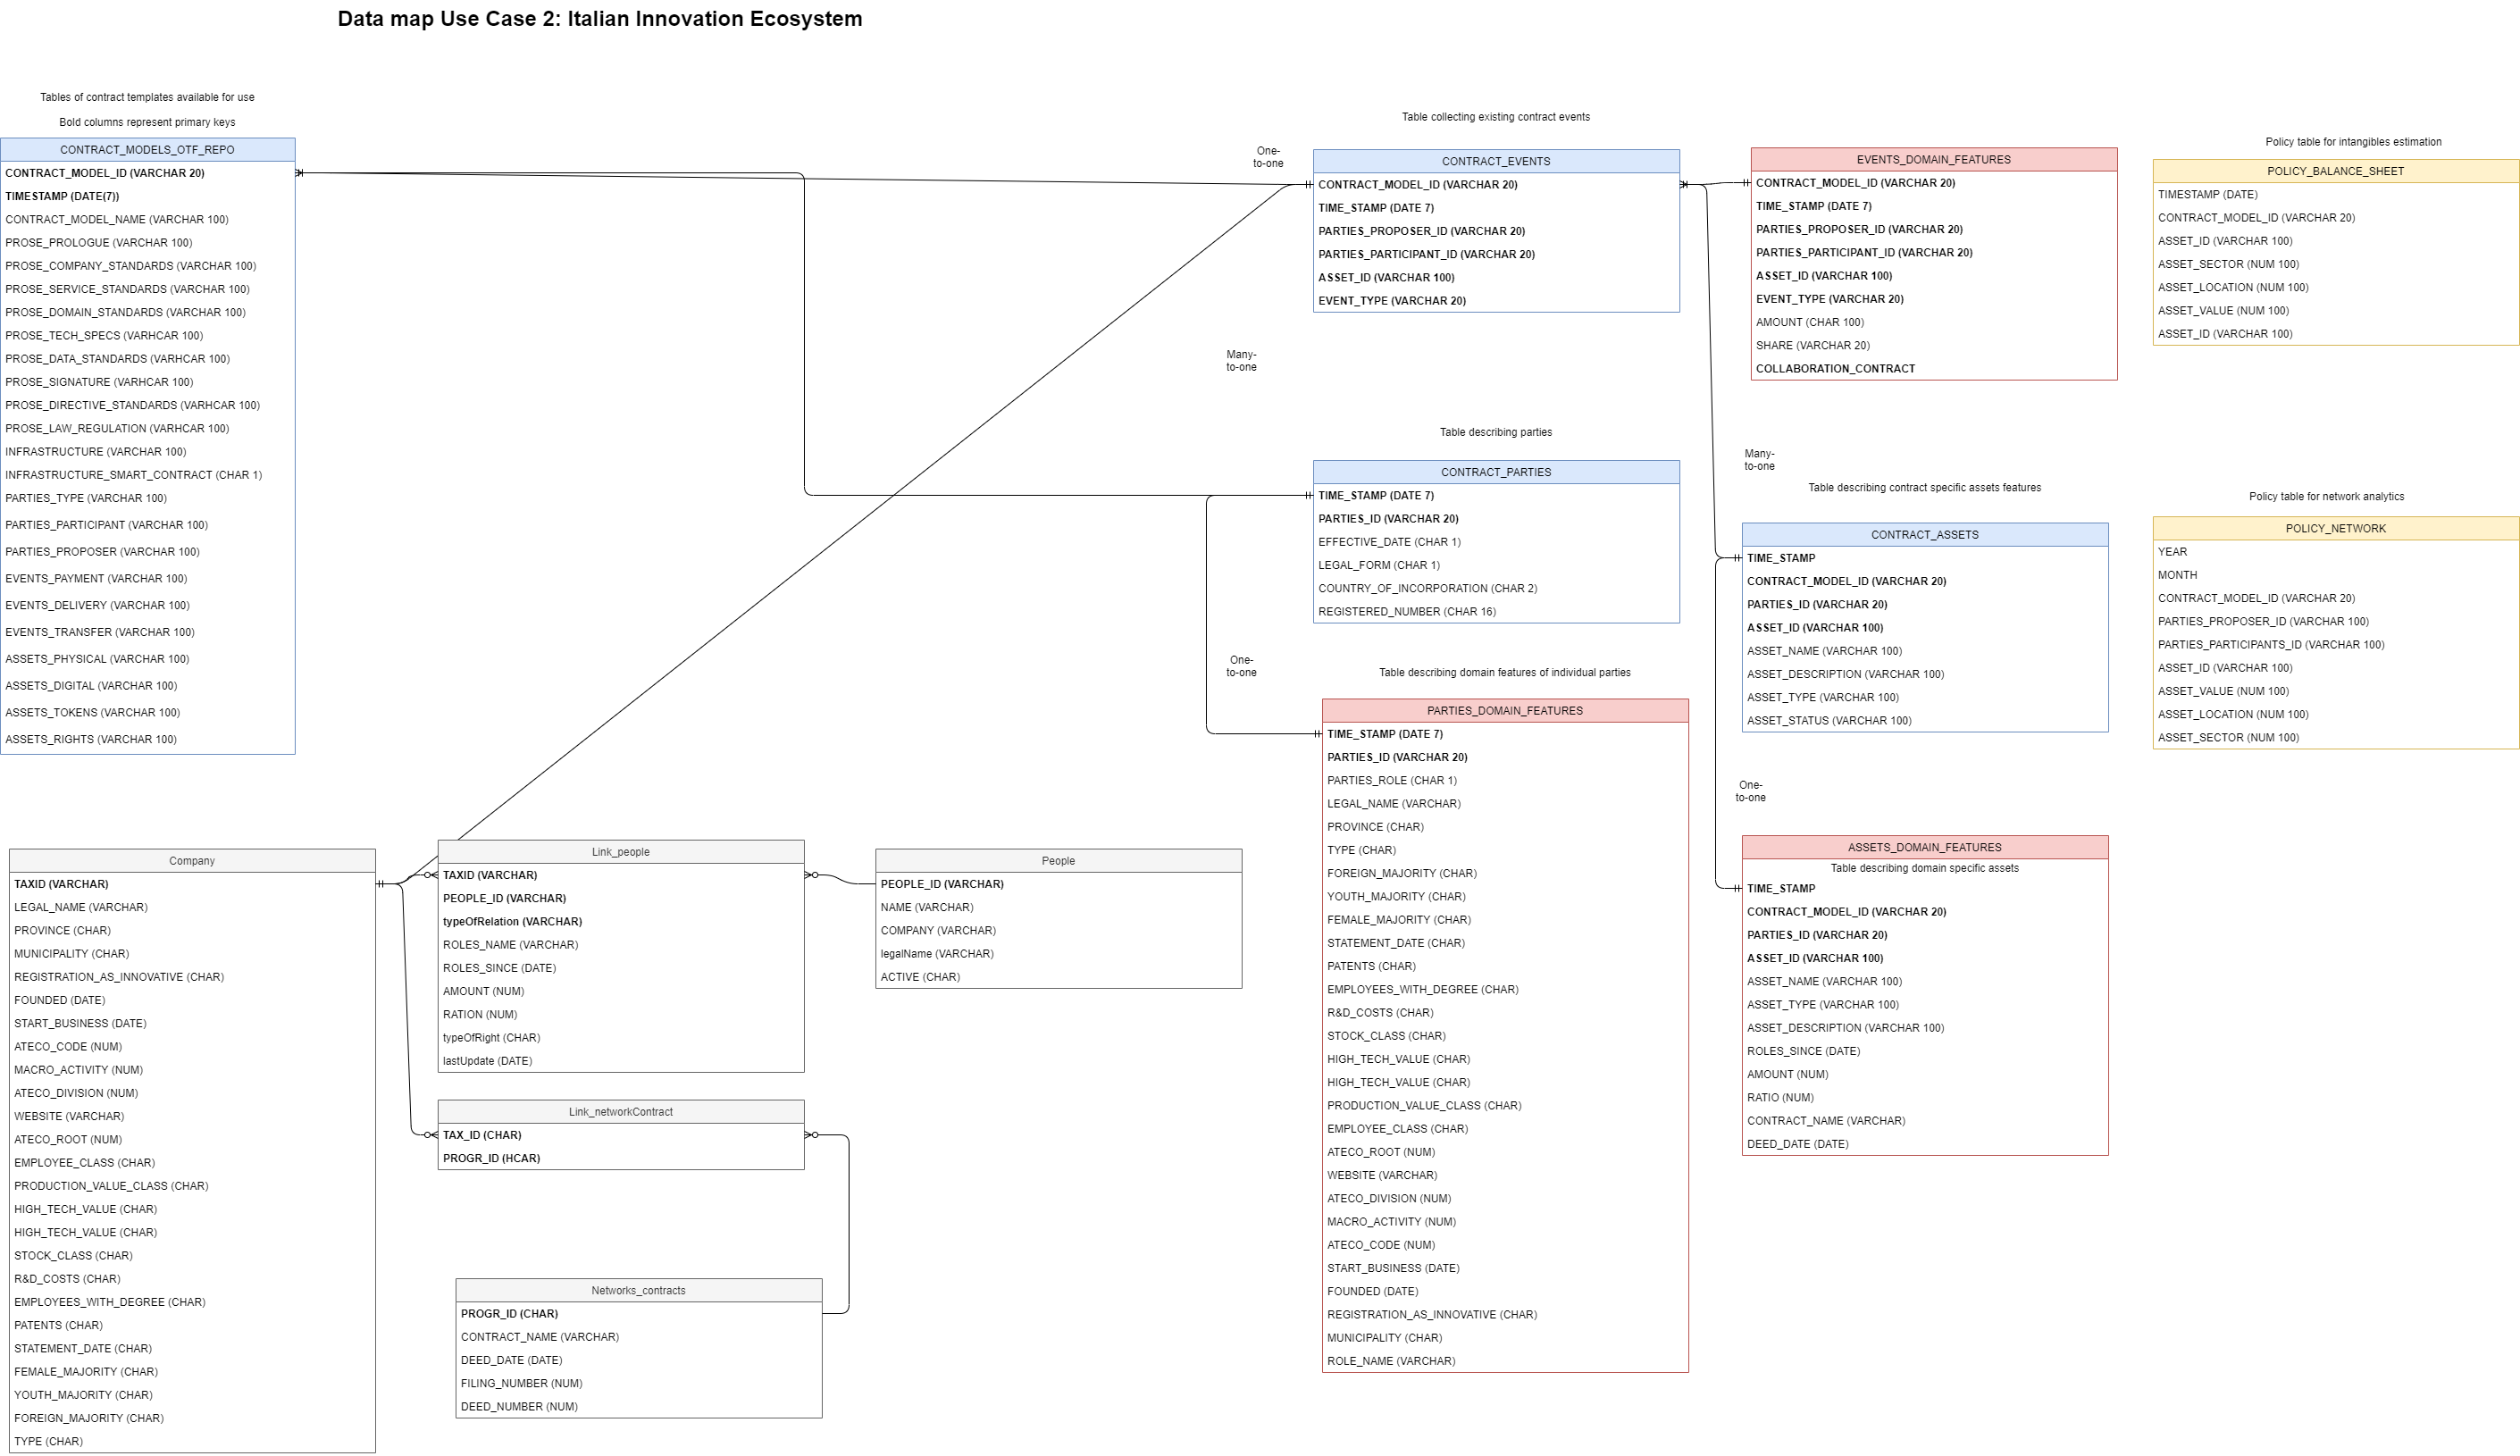 Data map Use Case 2: Italian Innovation Ecosystem
Tables of contract templates available for use
Bold columns represent primary keys
CONTRACT_MODELS_OTF_REPO
CONTRACT_MODEL_ID (VARCHAR 20)
TIMESTAMP (DATE(7))
CONTRACT_MODEL_NAME (VARCHAR 100)
PROSE_PROLOGUE (VARCHAR 100)
PROSE_COMPANY_STANDARDS (VARCHAR 100)
PROSE_SERVICE_STANDARDS (VARCHAR 100)
PROSE_DOMAIN_STANDARDS (VARCHAR 100)
PROSE_TECH_SPECS (VARHCAR 100)
PROSE_DATA_STANDARDS (VARHCAR 100)
PROSE_SIGNATURE (VARHCAR 100)
PROSE_DIRECTIVE_STANDARDS (VARHCAR 100)
PROSE_LAW_REGULATION (VARHCAR 100)
INFRASTRUCTURE (VARCHAR 100)
INFRASTRUCTURE_SMART_CONTRACT (CHAR 1)
PARTIES_TYPE (VARCHAR 100)
PARTIES_PARTICIPANT (VARCHAR 100)
PARTIES_PROPOSER (VARCHAR 100)
EVENTS_PAYMENT (VARCHAR 100)
EVENTS_DELIVERY (VARCHAR 100)
EVENTS_TRANSFER (VARCHAR 100)
ASSETS_PHYSICAL (VARCHAR 100)
ASSETS_DIGITAL (VARCHAR 100)
ASSETS_TOKENS (VARCHAR 100)
ASSETS_RIGHTS (VARCHAR 100)
One-
to-one
Table collecting existing contract events
CONTRACT_EVENTS
CONTRACT_MODEL_ID (VARCHAR 20)
TIME_STAMP (DATE 7)
PARTIES_PROPOSER_ID (VARCHAR 20)
PARTIES_PARTICIPANT_ID (VARCHAR 20)
ASSET_ID (VARCHAR 100)
EVENT_TYPE (VARCHAR 20)
EVENTS_DOMAIN_FEATURES
CONTRACT_MODEL_ID (VARCHAR 20)
TIME_STAMP (DATE 7)
PARTIES_PROPOSER_ID (VARCHAR 20)
PARTIES_PARTICIPANT_ID (VARCHAR 20)
ASSET_ID (VARCHAR 100)
EVENT_TYPE (VARCHAR 20)
AMOUNT (CHAR 100)
SHARE (VARCHAR 20)
COLLABORATION_CONTRACT
Policy table for intangibles estimation
POLICY_BALANCE_SHEET
TIMESTAMP (DATE)
CONTRACT_MODEL_ID (VARCHAR 20)
ASSET_ID (VARCHAR 100)
ASSET_SECTOR (NUM 100)
ASSET_LOCATION (NUM 100)
ASSET_VALUE (NUM 100)
ASSET_ID (VARCHAR 100)
Many-
to-one
Table describing parties
CONTRACT_PARTIES
TIME_STAMP (DATE 7)
PARTIES_ID (VARCHAR 20)
EFFECTIVE_DATE (CHAR 1)
LEGAL_FORM (CHAR 1)
COUNTRY_OF_INCORPORATION (CHAR 2)
REGISTERED_NUMBER (CHAR 16)
Many-
to-one
Table describing contract specific assets features
CONTRACT_ASSETS
TIME_STAMP
CONTRACT_MODEL_ID (VARCHAR 20)
PARTIES_ID (VARCHAR 20)
ASSET_ID (VARCHAR 100)
ASSET_NAME (VARCHAR 100)
ASSET_DESCRIPTION (VARCHAR 100)
ASSET_TYPE (VARCHAR 100)
ASSET_STATUS (VARCHAR 100)
Policy table for network analytics
POLICY_NETWORK
YEAR
MONTH
CONTRACT_MODEL_ID (VARCHAR 20)
PARTIES_PROPOSER_ID (VARCHAR 100)
PARTIES_PARTICIPANTS_ID (VARCHAR 100)
ASSET_ID (VARCHAR 100)
ASSET_VALUE (NUM 100)
ASSET_LOCATION (NUM 100)
ASSET_SECTOR (NUM 100)
One-
to-one
Table describing domain features of individual parties
PARTIES_DOMAIN_FEATURES
TIME_STAMP (DATE 7)
PARTIES_ID (VARCHAR 20)
PARTIES_ROLE (CHAR 1)
LEGAL_NAME (VARCHAR)
PROVINCE (CHAR)
TYPE (CHAR)
FOREIGN_MAJORITY (CHAR)
YOUTH_MAJORITY (CHAR)
FEMALE_MAJORITY (CHAR)
STATEMENT_DATE (CHAR)
PATENTS (CHAR)
EMPLOYEES_WITH_DEGREE (CHAR)
R&D_COSTS (CHAR)
STOCK_CLASS (CHAR)
HIGH_TECH_VALUE (CHAR)
HIGH_TECH_VALUE (CHAR)
PRODUCTION_VALUE_CLASS (CHAR)
EMPLOYEE_CLASS (CHAR)
ATECO_ROOT (NUM)
WEBSITE (VARCHAR)
ATECO_DIVISION (NUM)
MACRO_ACTIVITY (NUM)
ATECO_CODE (NUM)
START_BUSINESS (DATE)
FOUNDED (DATE)
REGISTRATION_AS_INNOVATIVE (CHAR)
MUNICIPALITY (CHAR)
ROLE_NAME (VARCHAR)
One-
to-one
ASSETS_DOMAIN_FEATURES
Table describing domain specific assets
TIME_STAMP
CONTRACT_MODEL_ID (VARCHAR 20)
PARTIES_ID (VARCHAR 20)
ASSET_ID (VARCHAR 100)
ASSET_NAME (VARCHAR 100)
ASSET_TYPE (VARCHAR 100)
ASSET_DESCRIPTION (VARCHAR 100)
ROLES_SINCE (DATE)
AMOUNT (NUM)
RATIO (NUM)
CONTRACT_NAME (VARCHAR)
DEED_DATE (DATE)
Company
TAXID (VARCHAR)
LEGAL_NAME (VARCHAR)
PROVINCE (CHAR)
MUNICIPALITY (CHAR)
REGISTRATION_AS_INNOVATIVE (CHAR)
FOUNDED (DATE)
START_BUSINESS (DATE)
ATECO_CODE (NUM)
MACRO_ACTIVITY (NUM)
ATECO_DIVISION (NUM)
WEBSITE (VARCHAR)
ATECO_ROOT (NUM)
EMPLOYEE_CLASS (CHAR)
PRODUCTION_VALUE_CLASS (CHAR)
HIGH_TECH_VALUE (CHAR)
HIGH_TECH_VALUE (CHAR)
STOCK_CLASS (CHAR)
R&D_COSTS (CHAR)
EMPLOYEES_WITH_DEGREE (CHAR)
PATENTS (CHAR)
STATEMENT_DATE (CHAR)
FEMALE_MAJORITY (CHAR)
YOUTH_MAJORITY (CHAR)
FOREIGN_MAJORITY (CHAR)
TYPE (CHAR)
Link_people
TAXID (VARCHAR)
PEOPLE_ID (VARCHAR)
typeOfRelation (VARCHAR)
ROLES_NAME (VARCHAR)
ROLES_SINCE (DATE)
AMOUNT (NUM)
RATION (NUM)
typeOfRight (CHAR)
lastUpdate (DATE)
People
PEOPLE_ID (VARCHAR)
NAME (VARCHAR)
COMPANY (VARCHAR)
legalName (VARCHAR)
ACTIVE (CHAR)
Link_networkContract
TAX_ID (CHAR)
PROGR_ID (HCAR)
Networks_contracts
PROGR_ID (CHAR)
CONTRACT_NAME (VARCHAR)
DEED_DATE (DATE)
FILING_NUMBER (NUM)
DEED_NUMBER (NUM)